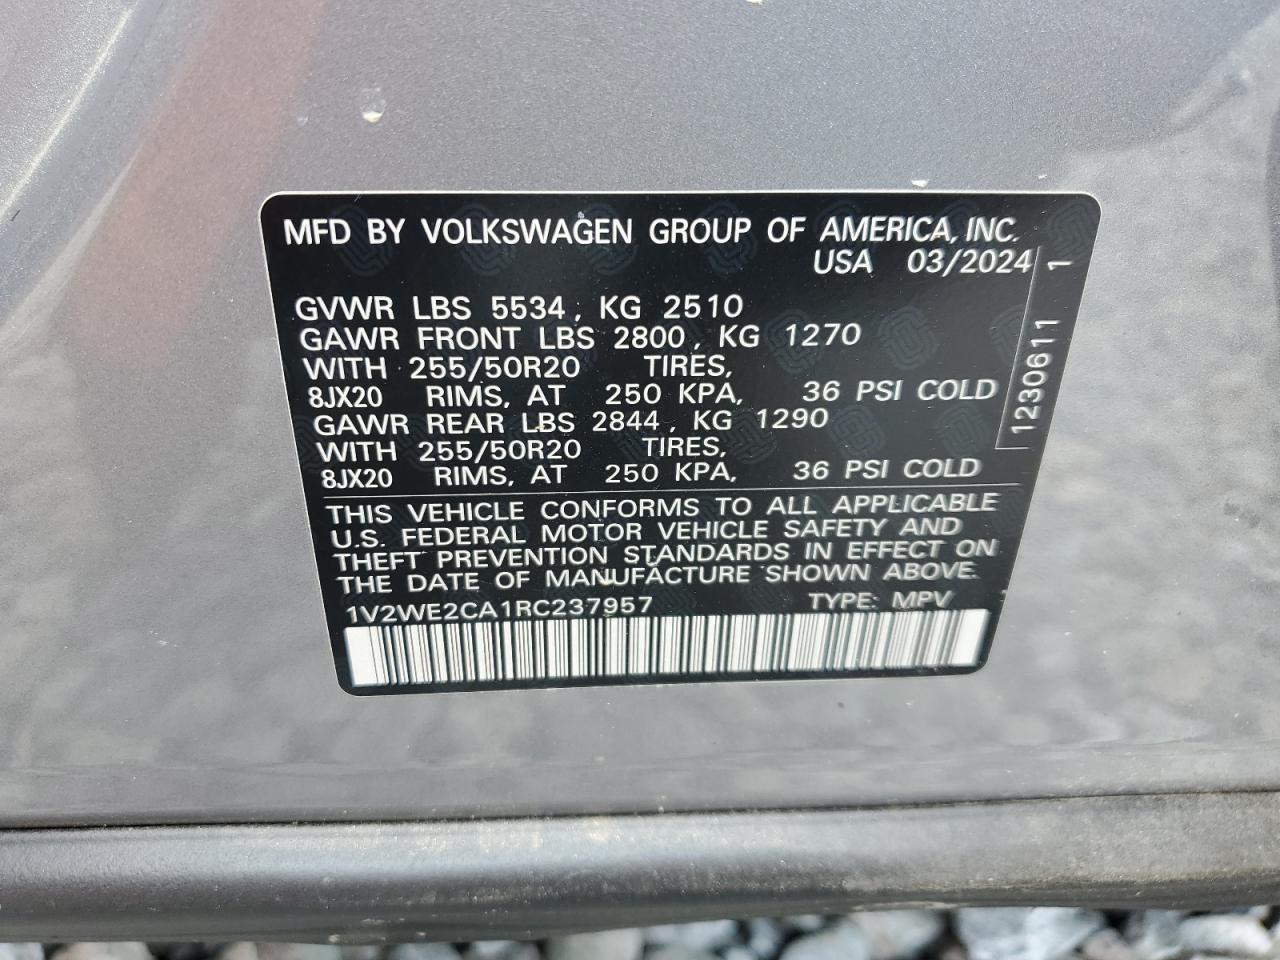 MFD BY VOLKSWAGEN GROUP OF AMERICA, INC.
USA 03/2024
GVWR LBS 5534, KG 2510
GAWR FRONT LBS 2800, KG 1270
WITH 255/50R20 TIRES,
8JX20 RIMS, AT 250 KPA, 36 PSI COLD
GAWR REAR LBS 2844, KG 1290
WITH 255/50R20 TIRES,
8JX20 RIMS, AT 250 KPA, 36 PSI COLD
1230611 1
THIS VEHICLE CONFORMS TO ALL APPLICABLE
U.S. FEDERAL MOTOR VEHICLE SAFETY AND
THEFT PREVENTION STANDARDS IN EFFECT ON
THE DATE OF MANUFACTURE SHOWN ABOVE.
1V2WE2CA1RC237957 TYPE: MPV